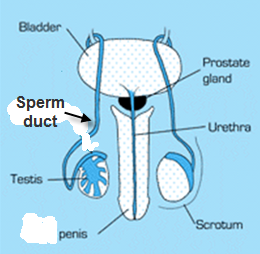 Bladder
Prostate
gland
Sperm
duct
Urethra
Testis
Scrotum
penis